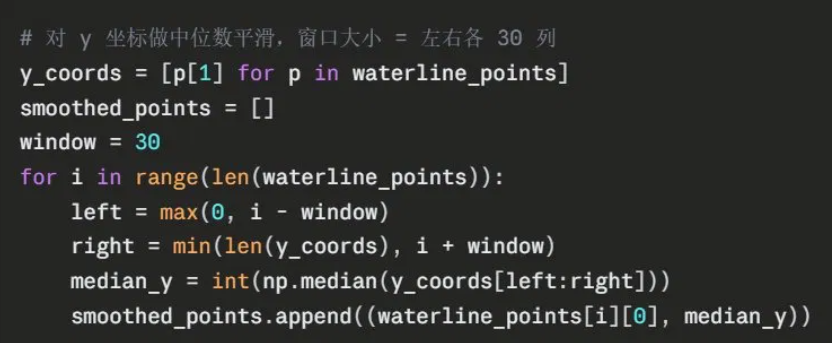 # 对 y 坐标做中位数平滑，窗口大小 = 左右各 30 列
y_coords = [p[1] for p in waterline_points]
smoothed_points = []
window = 30
for i in range(len(waterline_points)):
    left = max(0, i - window)
    right = min(len(y_coords), i + window)
    median_y = int(np.median(y_coords[left:right]))
    smoothed_points.append((waterline_points[i][0], median_y))